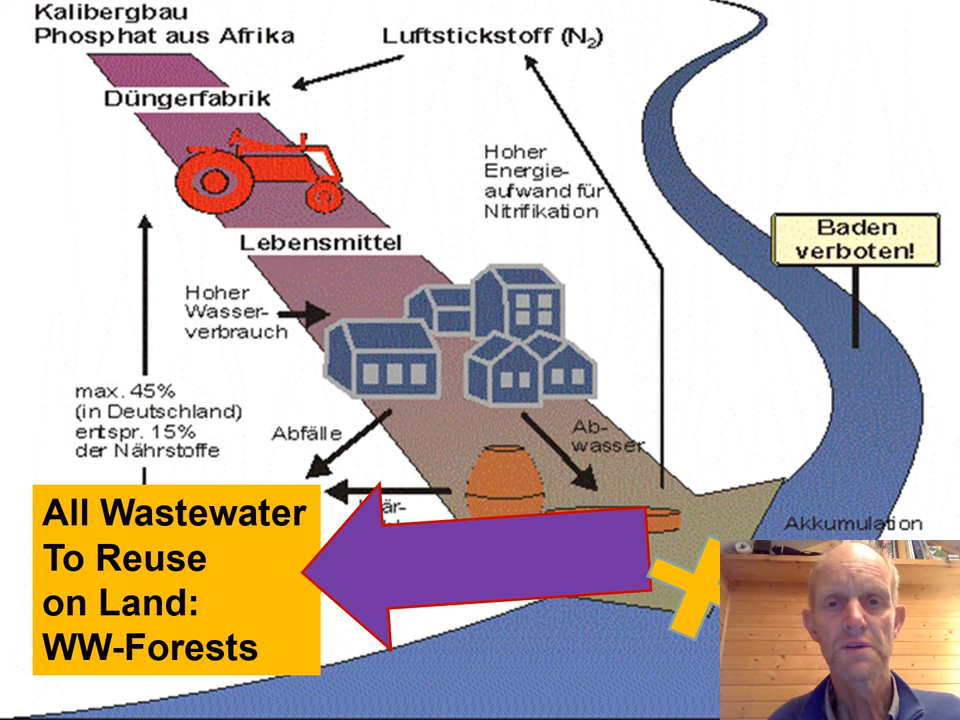 Kalibergbau
Phosphat aus Afrika
Luftstickstoff (N₂)
Düngerfabrik
Hoher
Energie-
aufwand für
Nitrifikation
Baden
verboten!
Lebensmittel
Hoher
Wasser-
verbrauch
max. 45%
(in Deutschland)
entspr. 15%
der Nährstoffe
Abfälle
Ab-
wasser
Akkumulation
All Wastewater
To Reuse
on Land:
WW-Forests